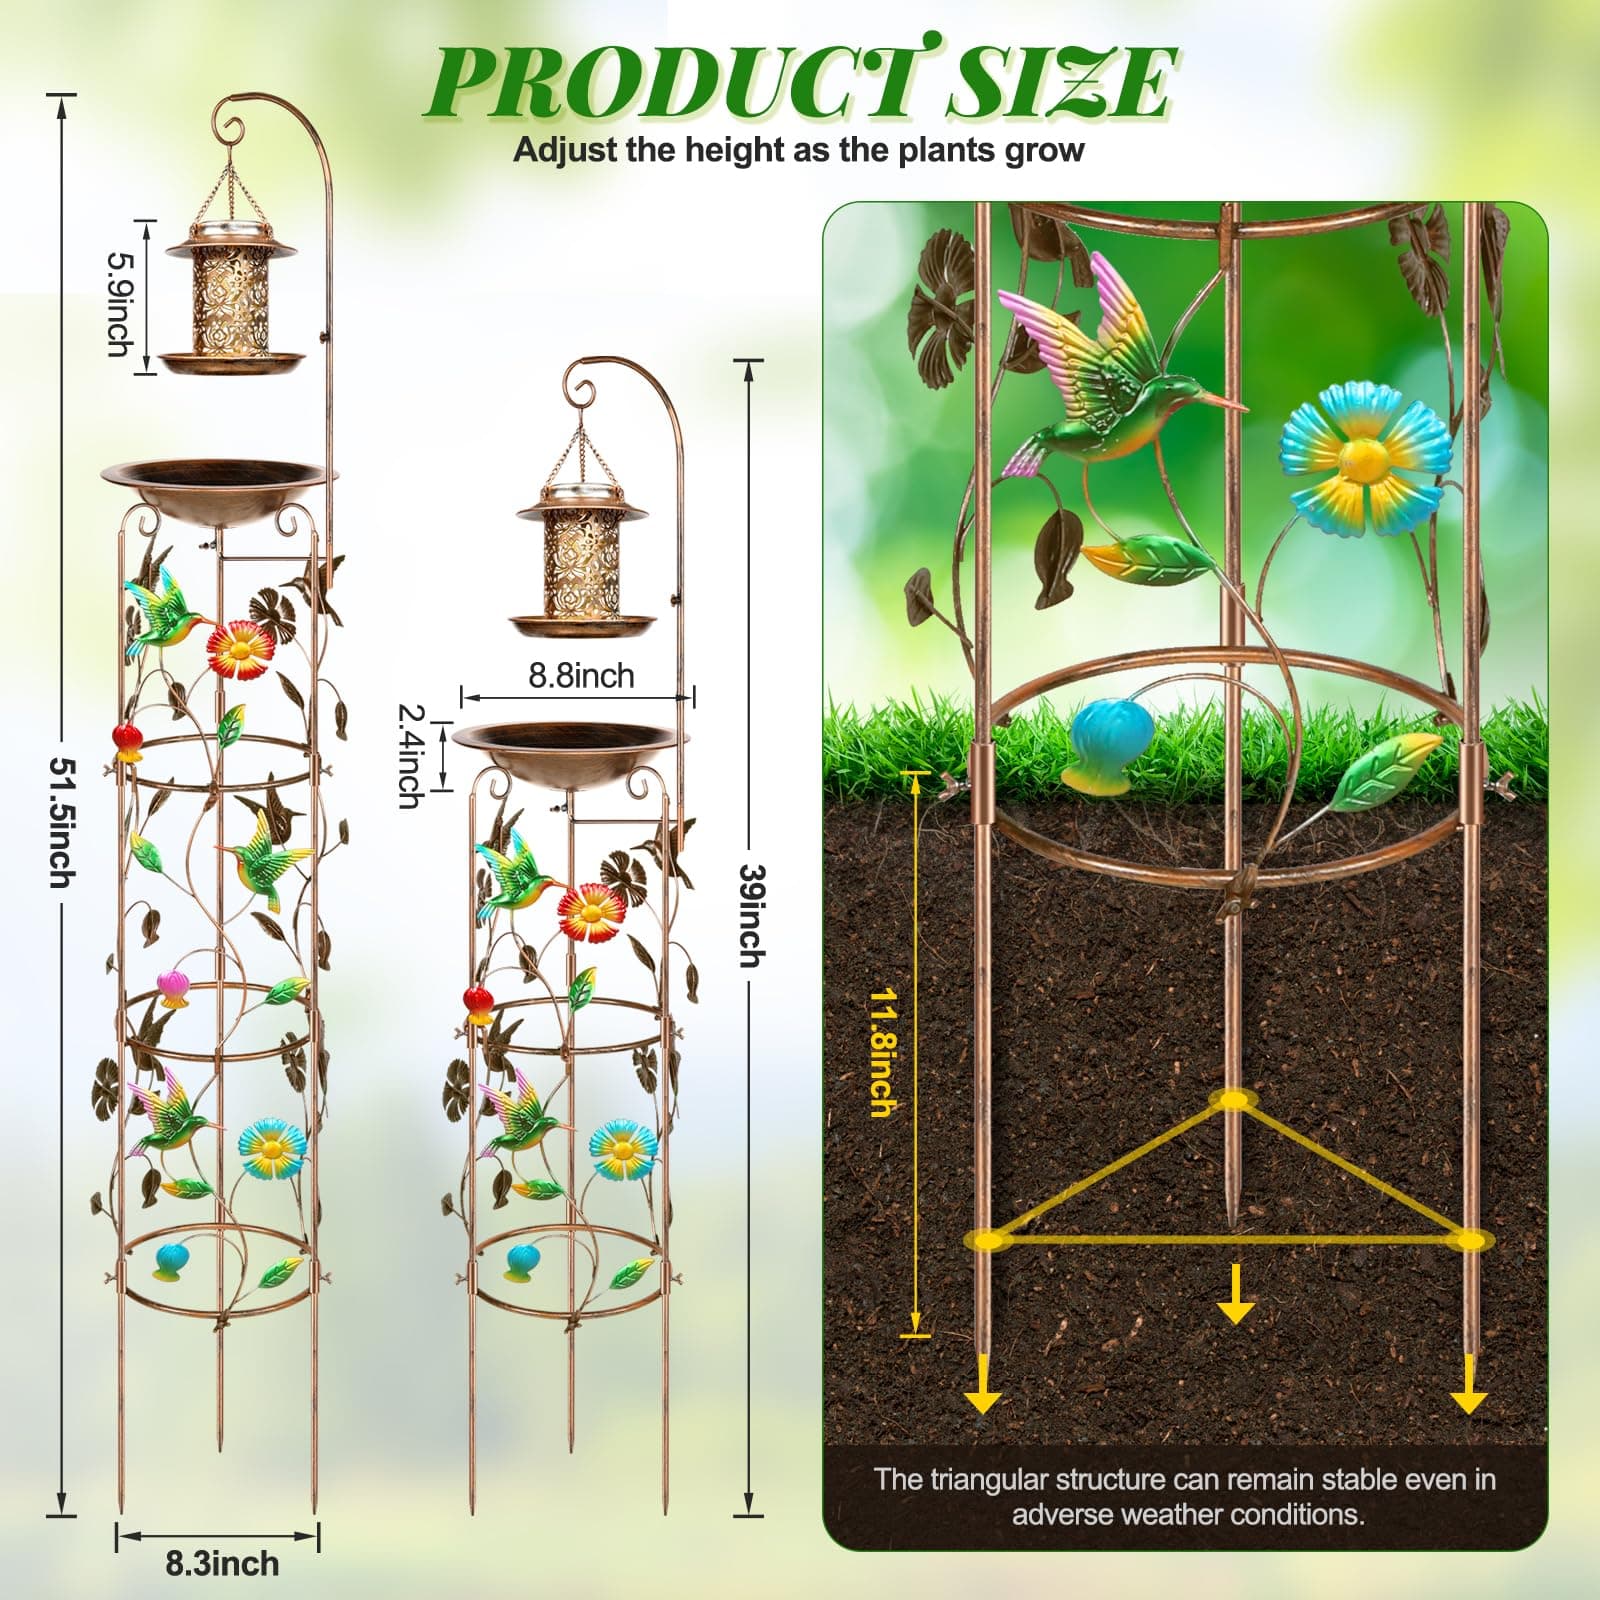 PRODUCT SIZE
Adjust the height as the plants grow
5.9inch
51.5inch
8.3inch
8.8inch
2.4inch
39inch
11.8inch
The triangular structure can remain stable even in
adverse weather conditions.